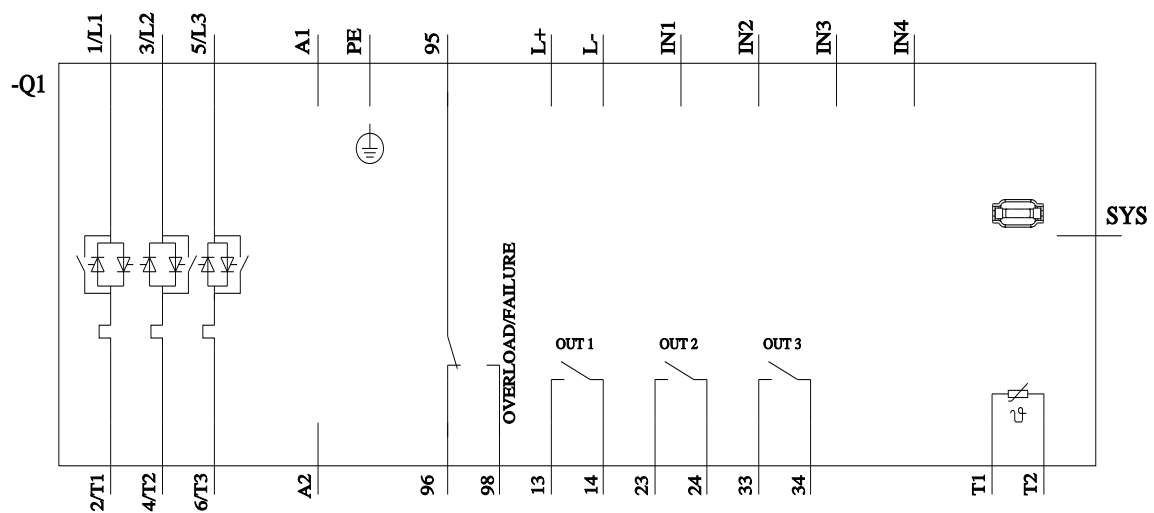 1/L1
3/L2
5/L3
A1
PE
95
L+
L-
IN1
IN2
IN3
IN4
-Q1
SYS
OVERLOAD/FAILURE
OUT 1
OUT 2
OUT 3
ϑ
2/T1
4/T2
6/T3
A2
96
98
13
14
23
24
33
34
T1
T2